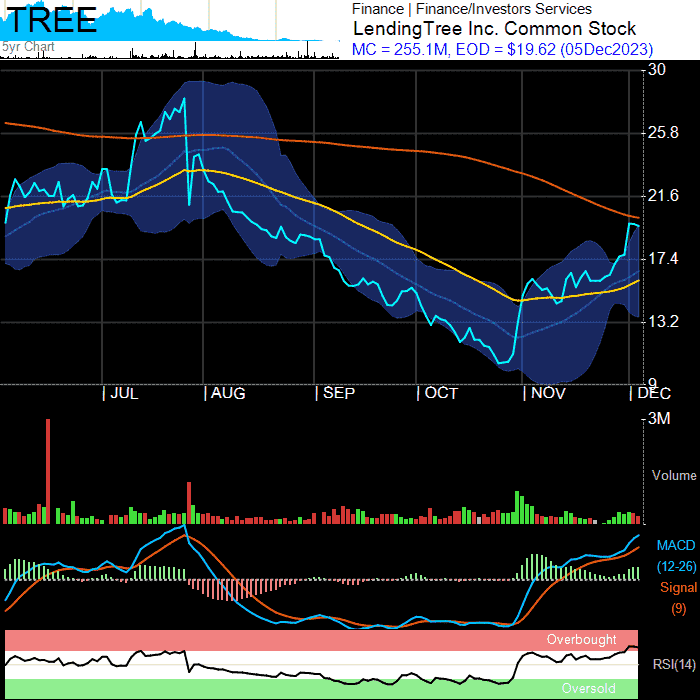 TREE
5yr Chart
Finance | Finance/Investors Services
LendingTree Inc. Common Stock
MC = 255.1M, EOD = $19.62 (05Dec2023)
30
25.8
21.6
17.4
13.2
9
JUL AUG SEP OCT NOV DEC
3M
Volume
MACD
(12-26)
Signal
(9)
Overbought
RSI(14)
Oversold